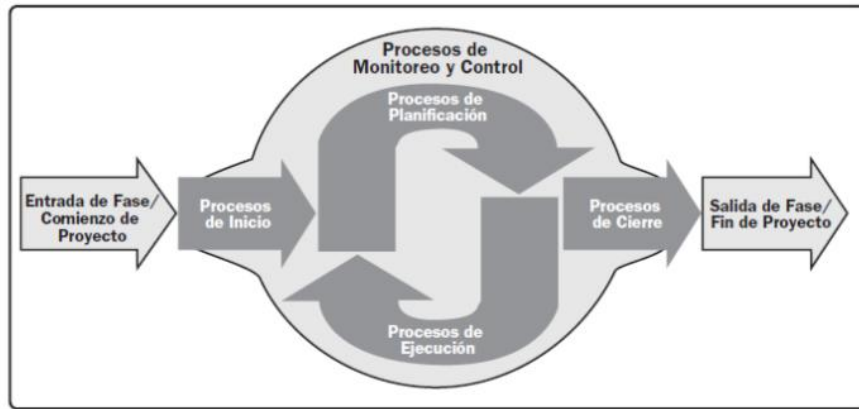 Procesos de
Monitoreo y Control
Procesos de
Planificación
Entrada de Fase/
Comienzo de
Proyecto
Procesos
de Inicio
Procesos
de Cierre
Salida de Fase/
Fin de Proyecto
Procesos de
Ejecución